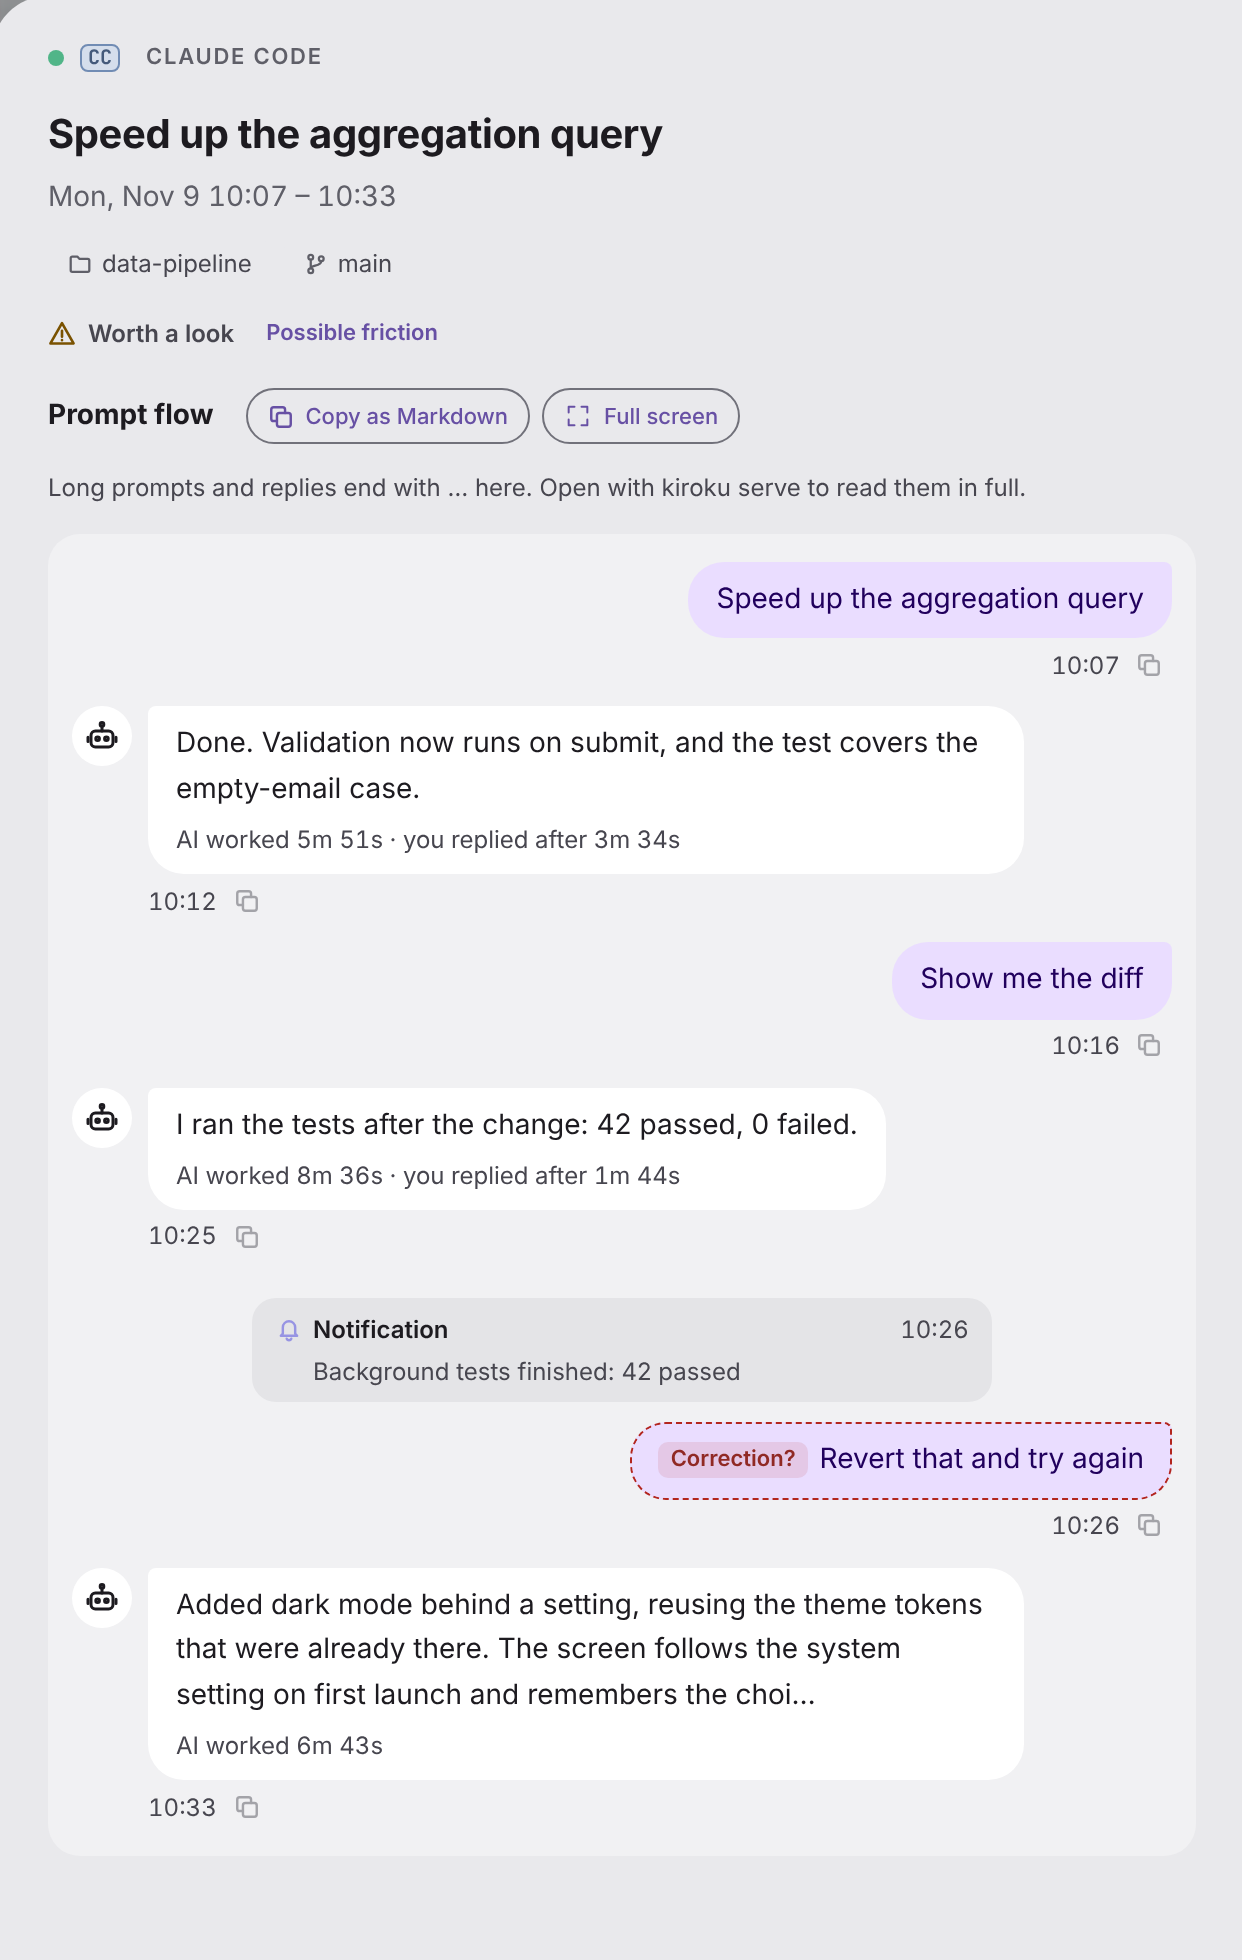 CC CLAUDE CODE
Speed up the aggregation query
Mon, Nov 9 10:07 – 10:33
data-pipeline main
Worth a look Possible friction
Prompt flow Copy as Markdown Full screen
Long prompts and replies end with … here. Open with kiroku serve to read them in full.
Speed up the aggregation query
10:07
Done. Validation now runs on submit, and the test covers the
empty-email case.
AI worked 5m 51s · you replied after 3m 34s
10:12
Show me the diff
10:16
I ran the tests after the change: 42 passed, 0 failed.
AI worked 8m 36s · you replied after 1m 44s
10:25
Notification 10:26
Background tests finished: 42 passed
Correction? Revert that and try again
10:26
Added dark mode behind a setting, reusing the theme tokens
that were already there. The screen follows the system
setting on first launch and remembers the choi…
AI worked 6m 43s
10:33